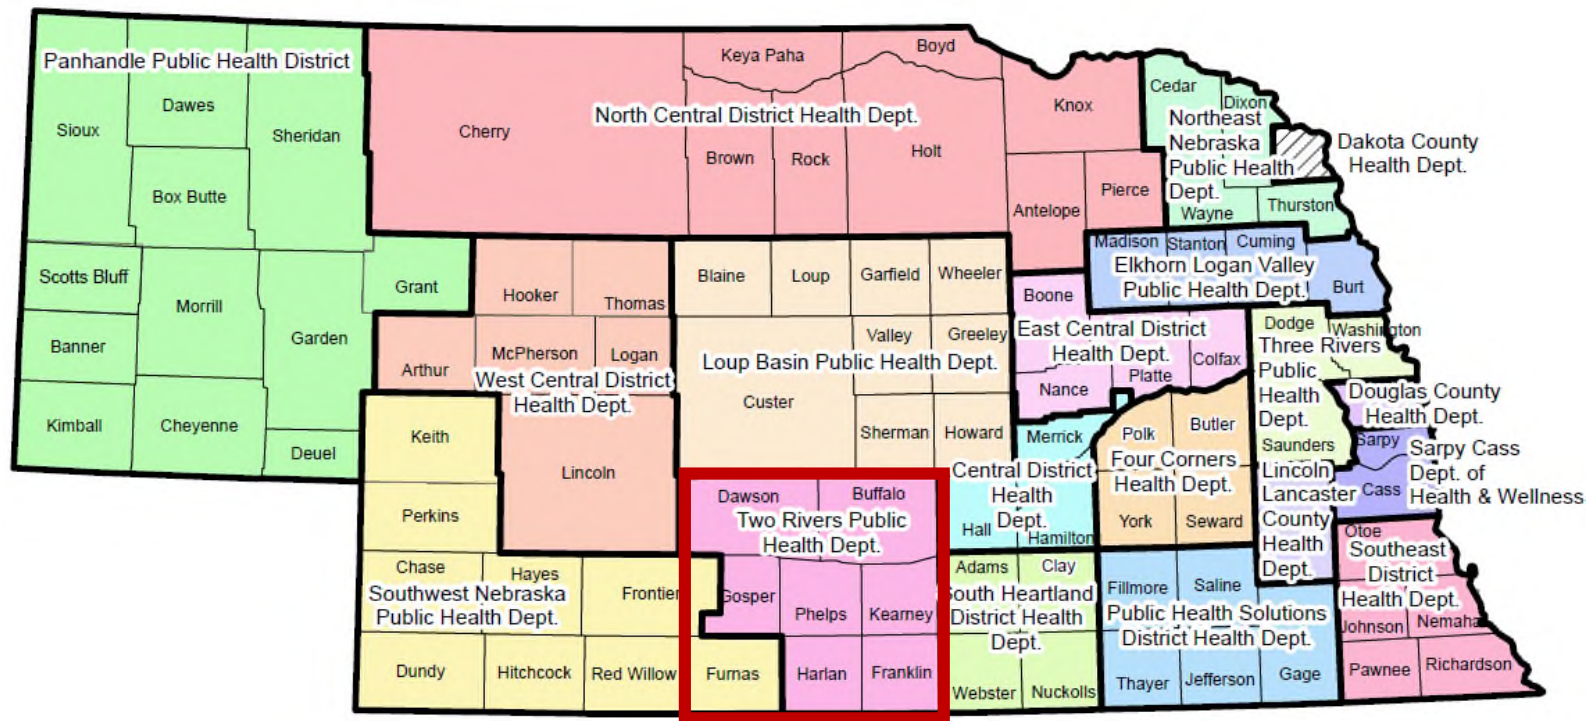 Panhandle Public Health District
Sioux
Dawes
Sheridan
Box Butte
Scotts Bluff
Morrill
Grant
Banner
Garden
Kimball
Cheyenne
Deuel
North Central District Health Dept.
Cherry
Keya Paha
Boyd
Knox
Brown
Rock
Holt
Antelope
Pierce
Cedar
Dixon
Northeast
Nebraska
Public Health
Dept.
Wayne
Thurston
Dakota County
Health Dept.
Madison
Stanton
Cuming
Elkhorn Logan Valley
Public Health Dept.
Burt
Hooker
Thomas
Arthur
McPherson
Logan
West Central District
Health Dept.
Lincoln
Blaine
Loup
Garfield
Wheeler
Valley
Greeley
Loup Basin Public Health Dept.
Custer
Sherman
Howard
Boone
East Central District
Health Dept.
Colfax
Nance
Platte
Dodge
Washington
Three Rivers
Public
Health
Dept.
Saunders
Douglas County
Health Dept.
Sarpy
Cass
Sarpy Cass
Dept. of
Health & Wellness
Merrick
Central District
Health
Dept.
Hall
Hamilton
Polk
Butler
Four Corners
Health Dept.
York
Seward
Lincoln
Lancaster
County
Health
Dept.
Keith
Perkins
Chase
Hayes
Frontier
Southwest Nebraska
Public Health Dept.
Dundy
Hitchcock
Red Willow
Furnas
Dawson
Buffalo
Two Rivers Public
Health Dept.
Gosper
Phelps
Kearney
Harlan
Franklin
Adams
Clay
South Heartland
District Health
Dept.
Webster
Nuckolls
Fillmore
Saline
Public Health Solutions
District Health Dept.
Thayer
Jefferson
Gage
Otoe
Southeast
District
Health Dept.
Johnson
Nemaha
Pawnee
Richardson